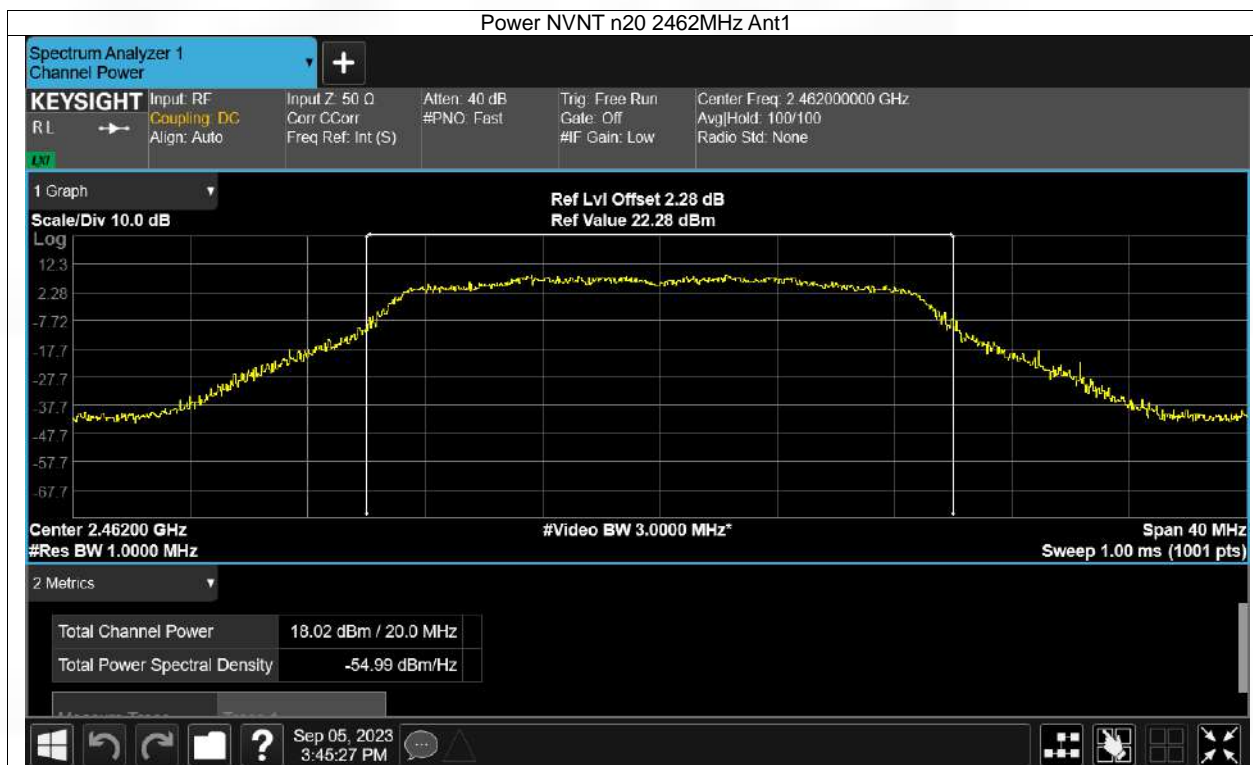 Power NVNT n20 2462MHz Ant1
Spectrum Analyzer 1
Channel Power
+
KEYSIGHT
RL
LXI
Input: RF
Coupling: DC
Align: Auto
Input Z: 50 Ω
Corr CCorr
Freq Ref: Int (S)
Atten: 40 dB
#PNO: Fast
Trig: Free Run
Gate: Off
#IF Gain: Low
Center Freq: 2.462000000 GHz
Avg|Hold: 100/100
Radio Std: None
1 Graph
Scale/Div 10.0 dB
Ref Lvl Offset 2.28 dB
Ref Value 22.28 dBm
Log
12.3
2.28
-7.72
-17.7
-27.7
-37.7
-47.7
-57.7
-67.7
Center 2.46200 GHz
#Video BW 3.0000 MHz*
Span 40 MHz
#Res BW 1.0000 MHz
Sweep 1.00 ms (1001 pts)
2 Metrics
Total Channel Power 18.02 dBm / 20.0 MHz
Total Power Spectral Density -54.99 dBm/Hz
?
Sep 05, 2023
3:45:27 PM